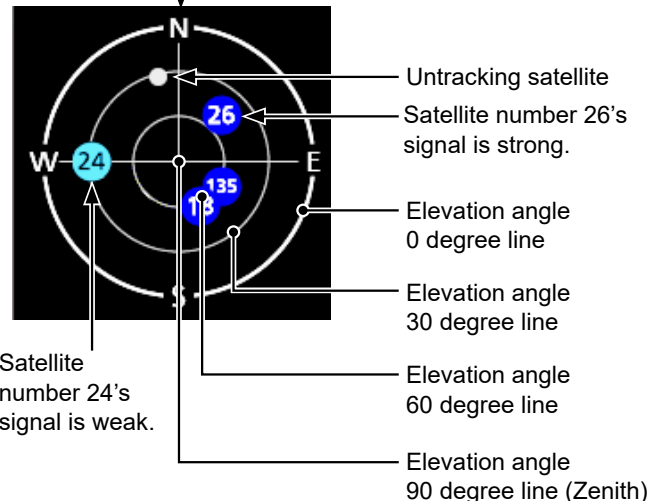 N
Untracking satellite
26
Satellite number 26's
signal is strong.
W
24
E
135
18
Elevation angle
0 degree line
S
Elevation angle
30 degree line
Satellite
number 24's
signal is weak.
Elevation angle
60 degree line
Elevation angle
90 degree line (Zenith)